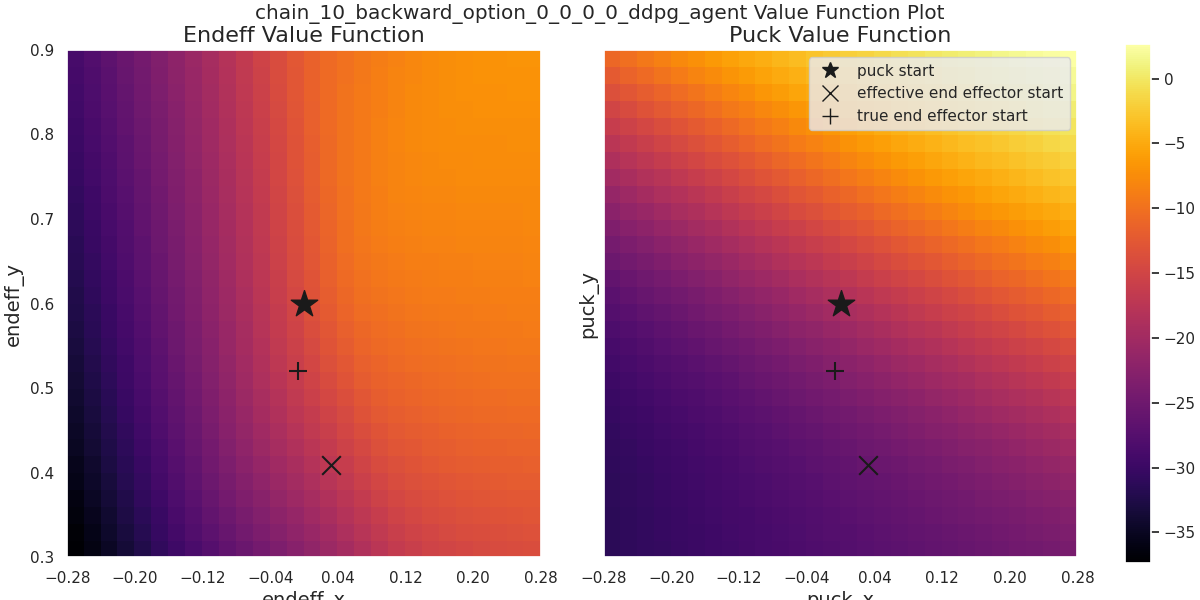 chain_10_backward_option_0_0_0_0_ddpg_agent Value Function Plot
Endeff Value Function
Puck Value Function
puck start
effective end effector start
true end effector start
0.9
0.8
0.7
0.6
0.5
0.4
0.3
endeff_y
−0.28 −0.20 −0.12 −0.04 0.04 0.12 0.20 0.28
endeff_x
puck_y
−0.28 −0.20 −0.12 −0.04 0.04 0.12 0.20 0.28
puck_x
0
−5
−10
−15
−20
−25
−30
−35